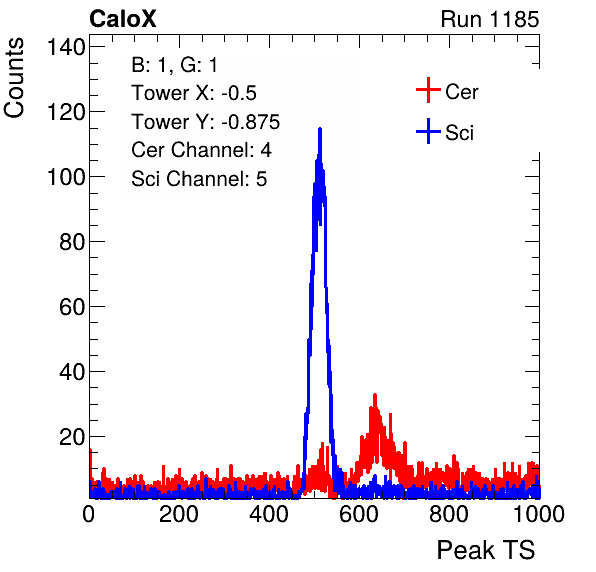 CaloX Run 1185
Counts
140
120
100
80
60
40
20
B: 1, G: 1
Tower X: -0.5
Tower Y: -0.875
Cer Channel: 4
Sci Channel: 5
Cer
Sci
0 200 400 600 800 1000
Peak TS